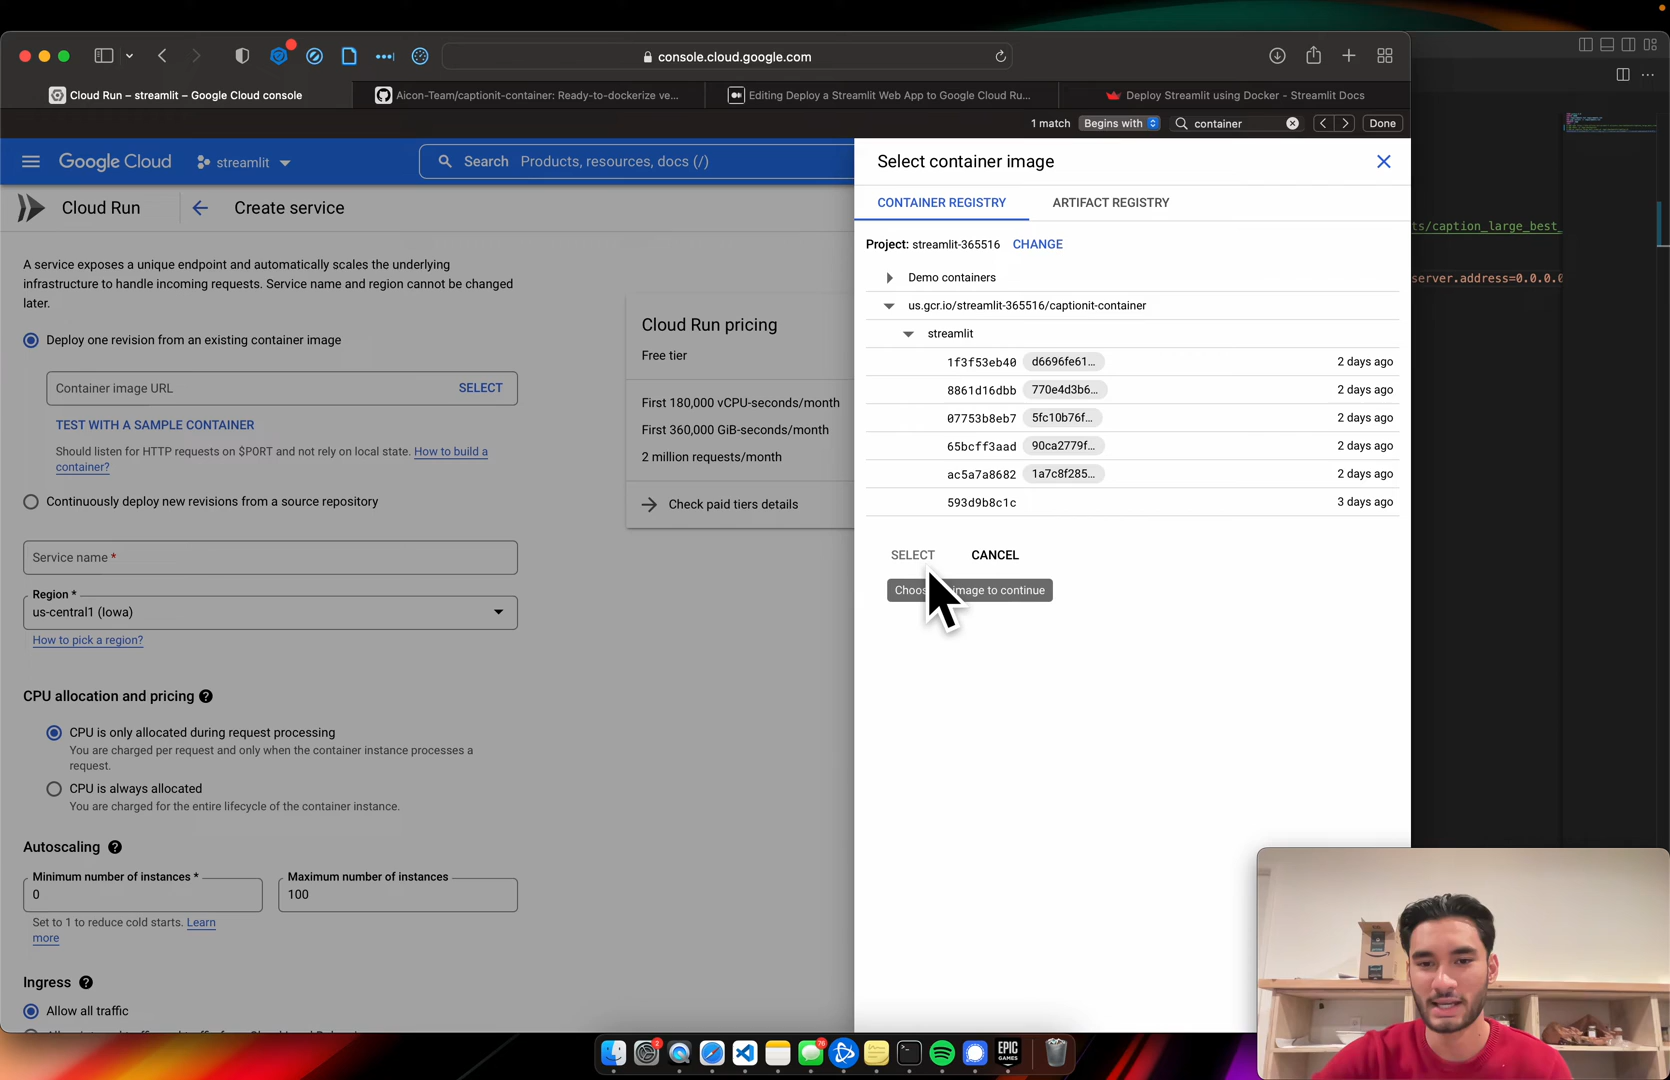 console.cloud.google.com
Cloud Run – streamlit – Google Cloud console
Aicon-Team/captionit-container: Ready-to-dockerize ve...
Editing Deploy a Streamlit Web App to Google Cloud Ru...
Deploy Streamlit using Docker - Streamlit Docs
1 match
Begins with
container
Done
Google Cloud
streamlit
Search Products, resources, docs (/)
Cloud Run
Create service
A service exposes a unique endpoint and automatically scales the underlying
infrastructure to handle incoming requests. Service name and region cannot be changed
later.
Deploy one revision from an existing container image
Container image URL
SELECT
TEST WITH A SAMPLE CONTAINER
Should listen for HTTP requests on $PORT and not rely on local state. How to build a
container?
Continuously deploy new revisions from a source repository
Service name *
Region *
us-central1 (Iowa)
How to pick a region?
CPU allocation and pricing
CPU is only allocated during request processing
You are charged per request and only when the container instance processes a
request.
CPU is always allocated
You are charged for the entire lifecycle of the container instance.
Autoscaling
Minimum number of instances *
0
Maximum number of instances
100
Set to 1 to reduce cold starts. Learn
more
Ingress
Allow all traffic
Cloud Run pricing
Free tier
First 180,000 vCPU-seconds/month
First 360,000 GiB-seconds/month
2 million requests/month
Check paid tiers details
Select container image
CONTAINER REGISTRY
ARTIFACT REGISTRY
Project: streamlit-365516 CHANGE
Demo containers
us.gcr.io/streamlit-365516/captionit-container
streamlit
1f3f53eb40 d6696fe61... 2 days ago
8861d16dbb 770e4d3b6... 2 days ago
07753b8eb7 5fc10b76f... 2 days ago
65bcff3aad 90ca2779f... 2 days ago
ac5a7a8682 1a7c8f285... 2 days ago
593d9b8c1c 3 days ago
SELECT
CANCEL
Choose image to continue
ts/caption_large_best_
server.address=0.0.0.0
2
76
EPIC
GAMES